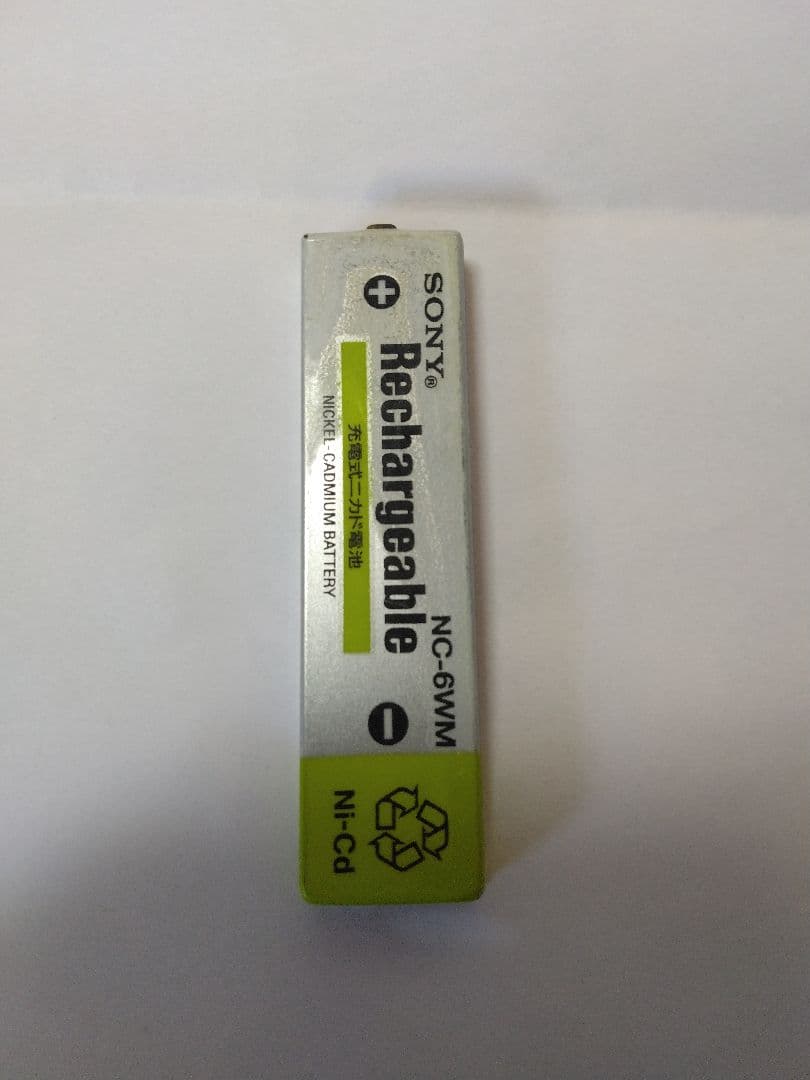 SONY®
NC-6WM
Rechargeable
充電式ニカド電池
NICKEL-CADMIUM BATTERY
Ni-Cd